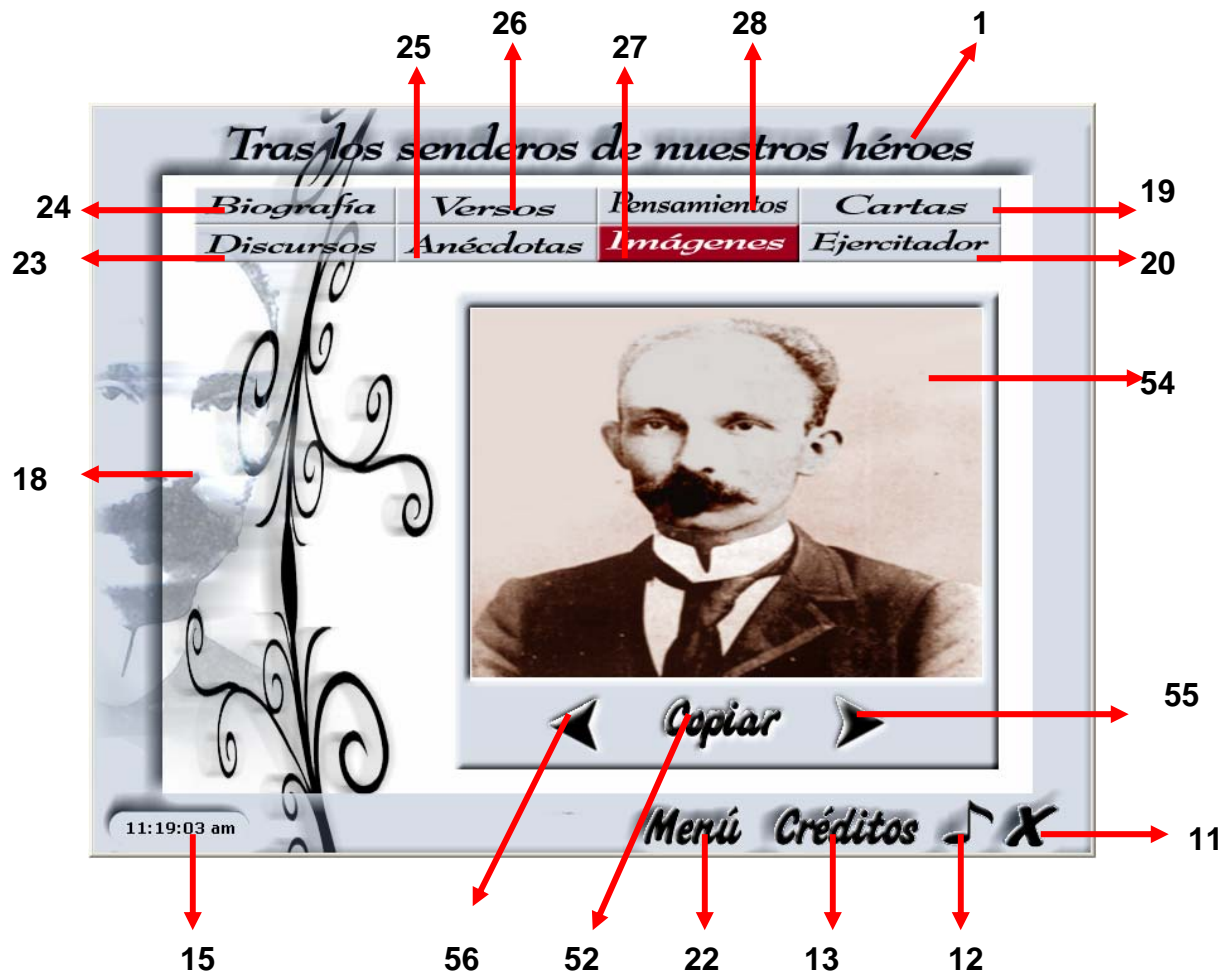 26 28 1
25 27
Tras los senderos de nuestros héroes
24 Biografía Versos Pensamientos Cartas 19
23 Discursos Anécdotas Imágenes Ejercitador 20
54
18
55
Copiar
11:19:03 am Menú Créditos 11
15 56 52 22 13 12